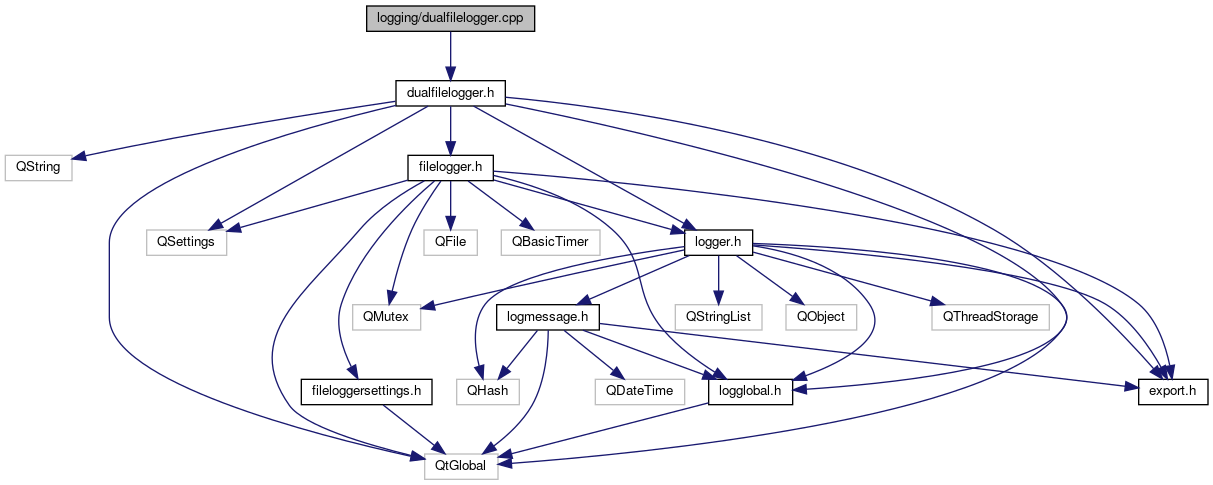 logging/dualfilelogger.cpp
dualfilelogger.h
QString
filelogger.h
QSettings
QFile
QBasicTimer
logger.h
QMutex
logmessage.h
QStringList
QObject
QThreadStorage
fileloggersettings.h
QHash
QDateTime
logglobal.h
export.h
QtGlobal